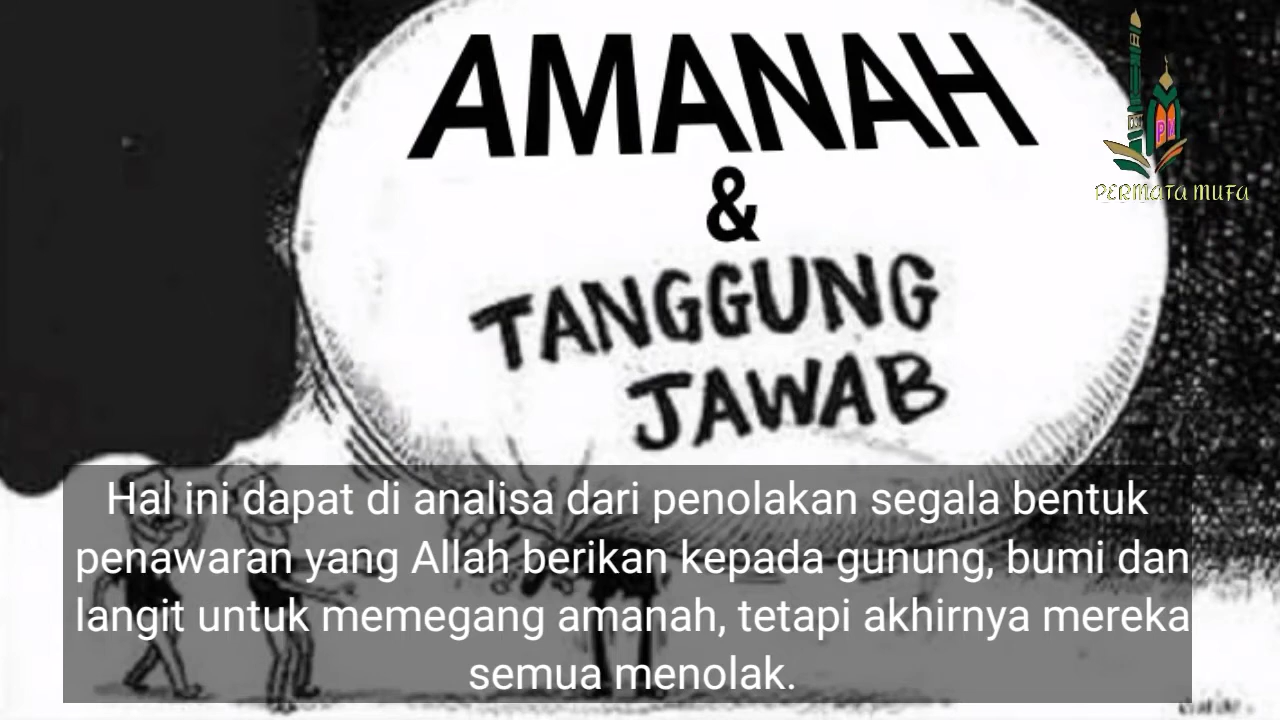 AMANAH
&
TANGGUNG
JAWAB
PM
PERMATA MUFA
Hal ini dapat di analisa dari penolakan segala bentuk
penawaran yang Allah berikan kepada gunung, bumi dan
langit untuk memegang amanah, tetapi akhirnya mereka
semua menolak.